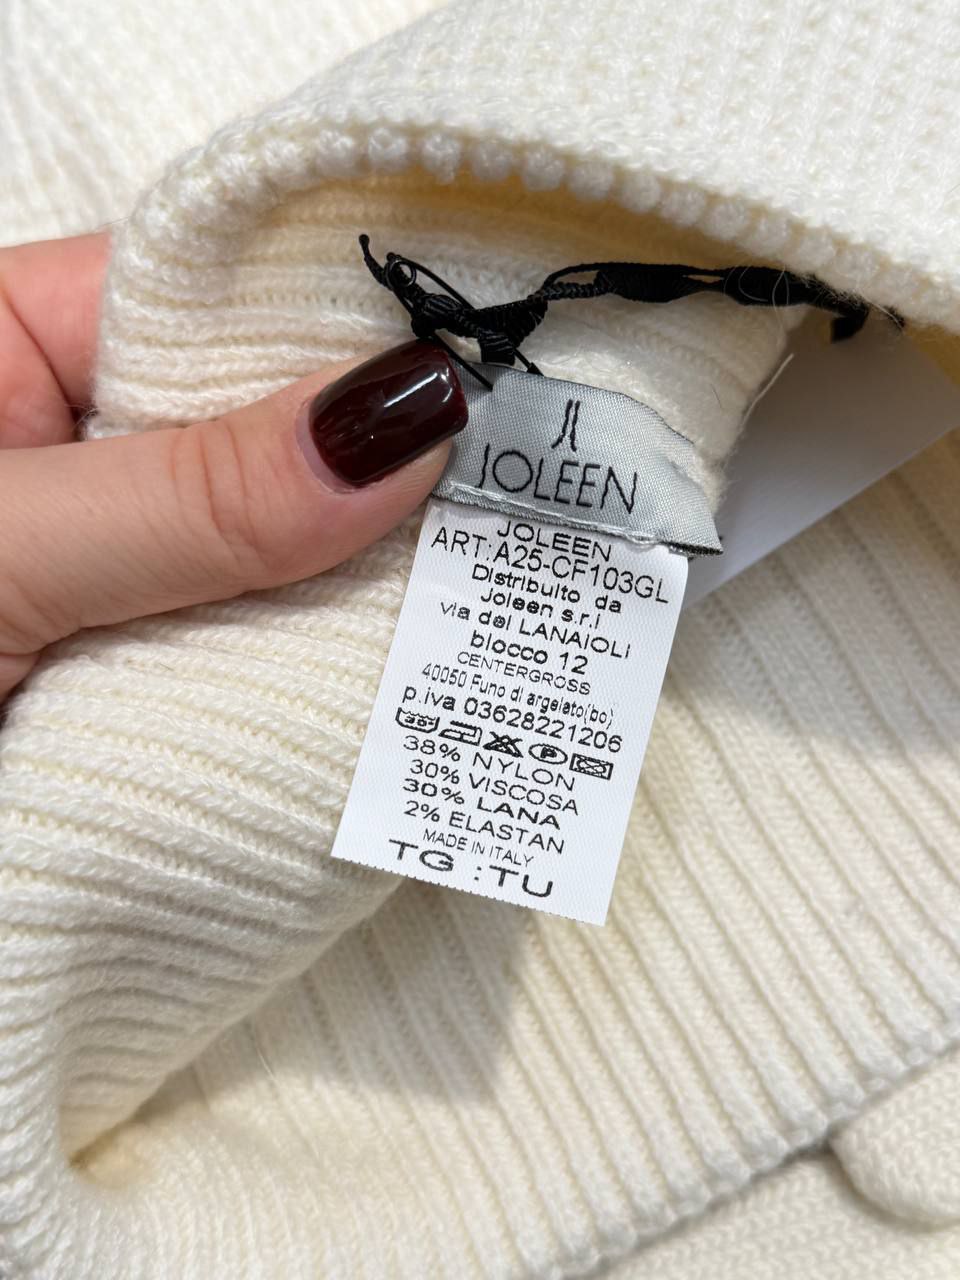 JOLEEN
JOLEEN
ART:A25-CF103GL
Distribuito da
Joleen s.r.l
via del LANAIOLI
blocco 12
CENTERGROSS
40050 Funo di argelato(bo)
p.iva 03628221206
38% NYLON
30% VISCOSA
30% LANA
2% ELASTAN
MADE IN ITALY
TG :TU